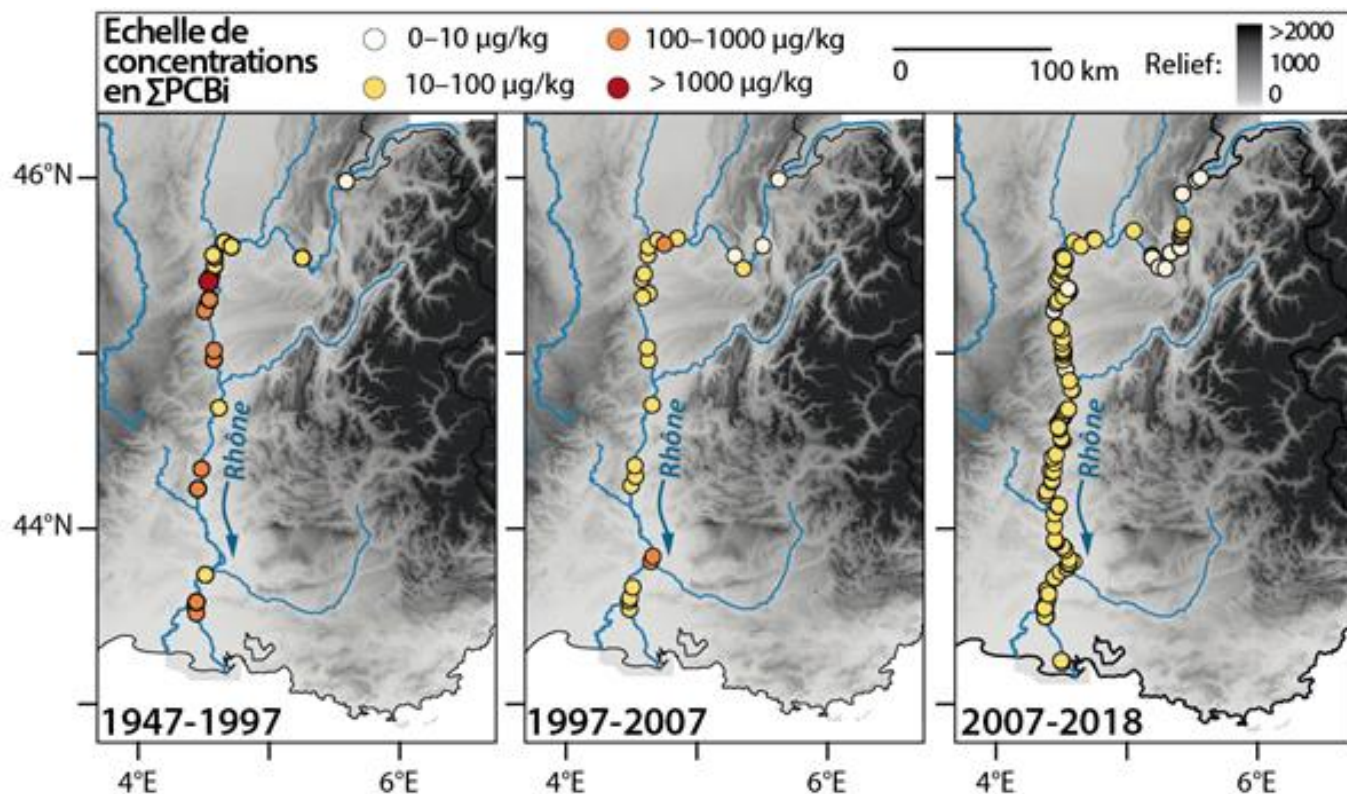 Echelle de
concentrations
en ∑PCBi
0–10 µg/kg
10–100 µg/kg
100–1000 µg/kg
> 1000 µg/kg
0 100 km
Relief:
>2000
1000
0
46°N
44°N
Rhône
1947-1997
4°E 6°E
Rhône
1997-2007
4°E 6°E
Rhône
2007-2018
4°E 6°E